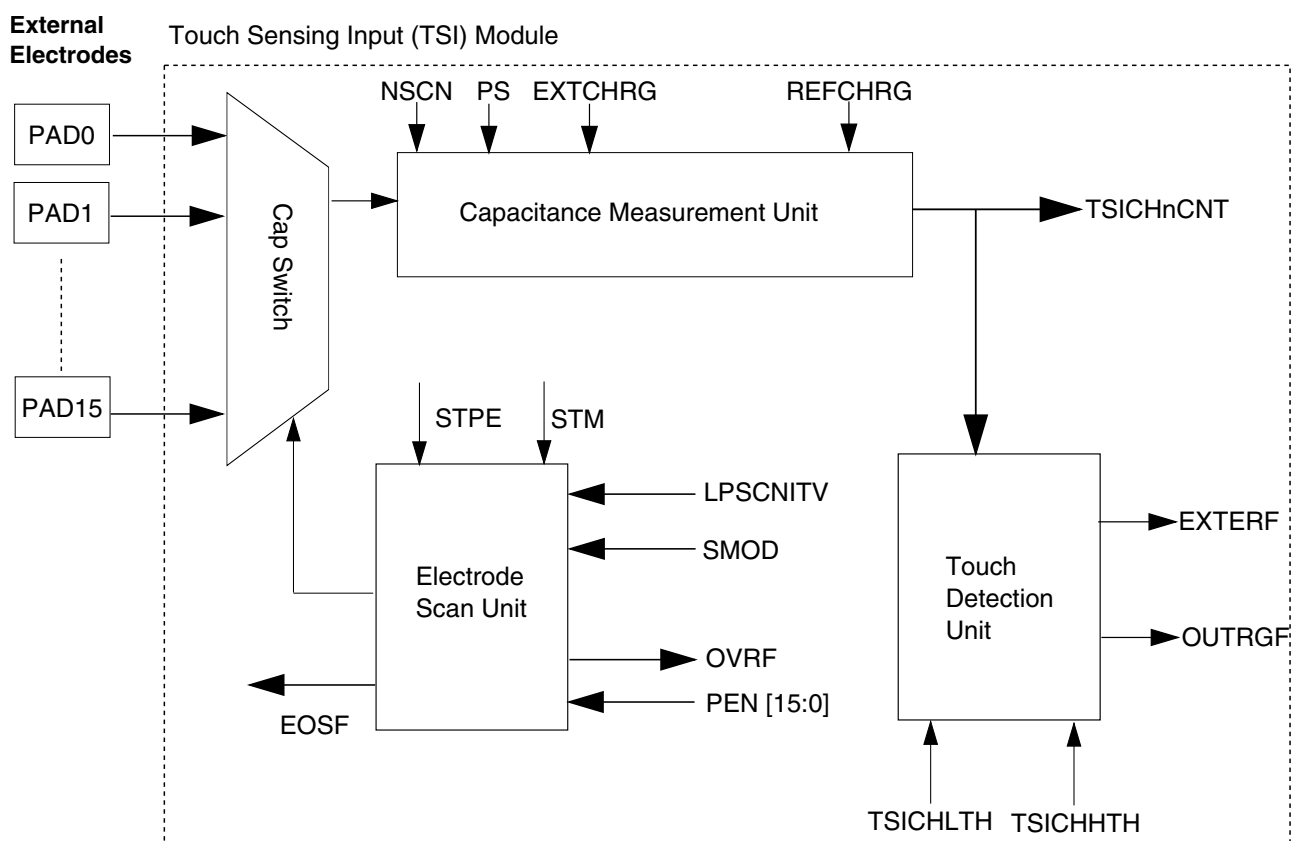 External
Electrodes
Touch Sensing Input (TSI) Module
NSCN PS EXTCHRG REFCHRG
PAD0
PAD1
PAD15
Cap Switch
Capacitance Measurement Unit
TSICHnCNT
STPE STM
LPSCNITV
SMOD
Electrode
Scan Unit
OVRF
PEN [15:0]
EOSF
Touch
Detection
Unit
EXTERF
OUTRGF
TSICHLTH TSICHHTH